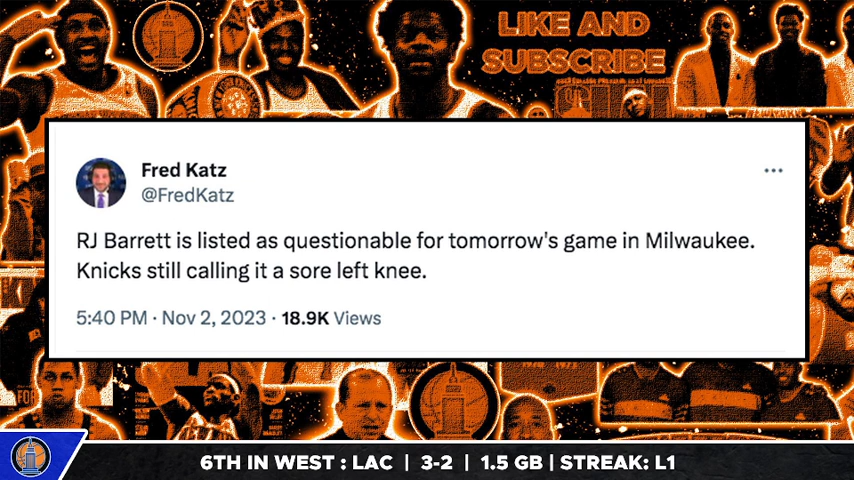 LIKE AND
SUBSCRIBE
Fred Katz
@FredKatz
RJ Barrett is listed as questionable for tomorrow's game in Milwaukee.
Knicks still calling it a sore left knee.
5:40 PM · Nov 2, 2023 · 18.9K Views
6TH IN WEST : LAC | 3-2 | 1.5 GB | STREAK: L1